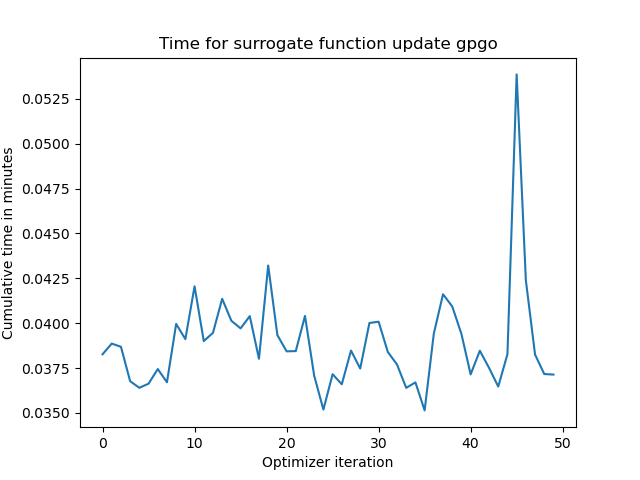 Time for surrogate function update gpgo
Cumulative time in minutes
0.0525
0.0500
0.0475
0.0450
0.0425
0.0400
0.0375
0.0350
0 10 20 30 40 50
Optimizer iteration